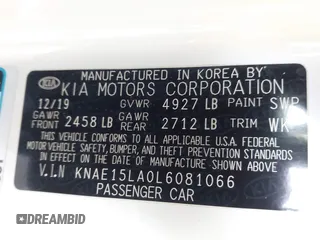 MANUFACTURED IN KOREA BY
KIA MOTORS CORPORATION
12/19 GVWR 4927 LB PAINT SWP
GAWR FRONT 2458 LB GAWR REAR 2712 LB TRIM WK
THIS VEHICLE CONFORMS TO ALL APPLICABLE U.S.A. FEDERAL
MOTOR VEHICLE SAFETY, BUMPER, AND THEFT PREVENTION
STANDARDS IN EFFECT ON THE DATE OF MANUFACTURE
V.I.N KNAE15LA0L6081066
PASSENGER CAR
DREAMBID